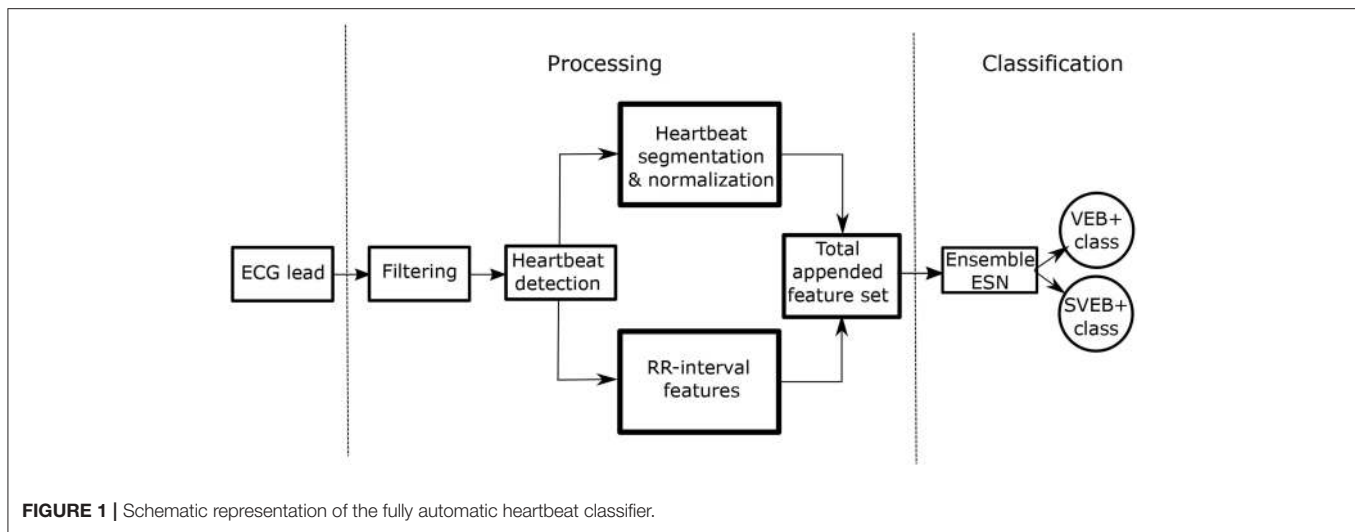 Processing
Classification
Heartbeat
segmentation
& normalization
ECG lead
Filtering
Heartbeat
detection
RR-interval
features
Total
appended
feature set
Ensemble
ESN
VEB+
class
SVEB+
class
FIGURE 1 | Schematic representation of the fully automatic heartbeat classifier.